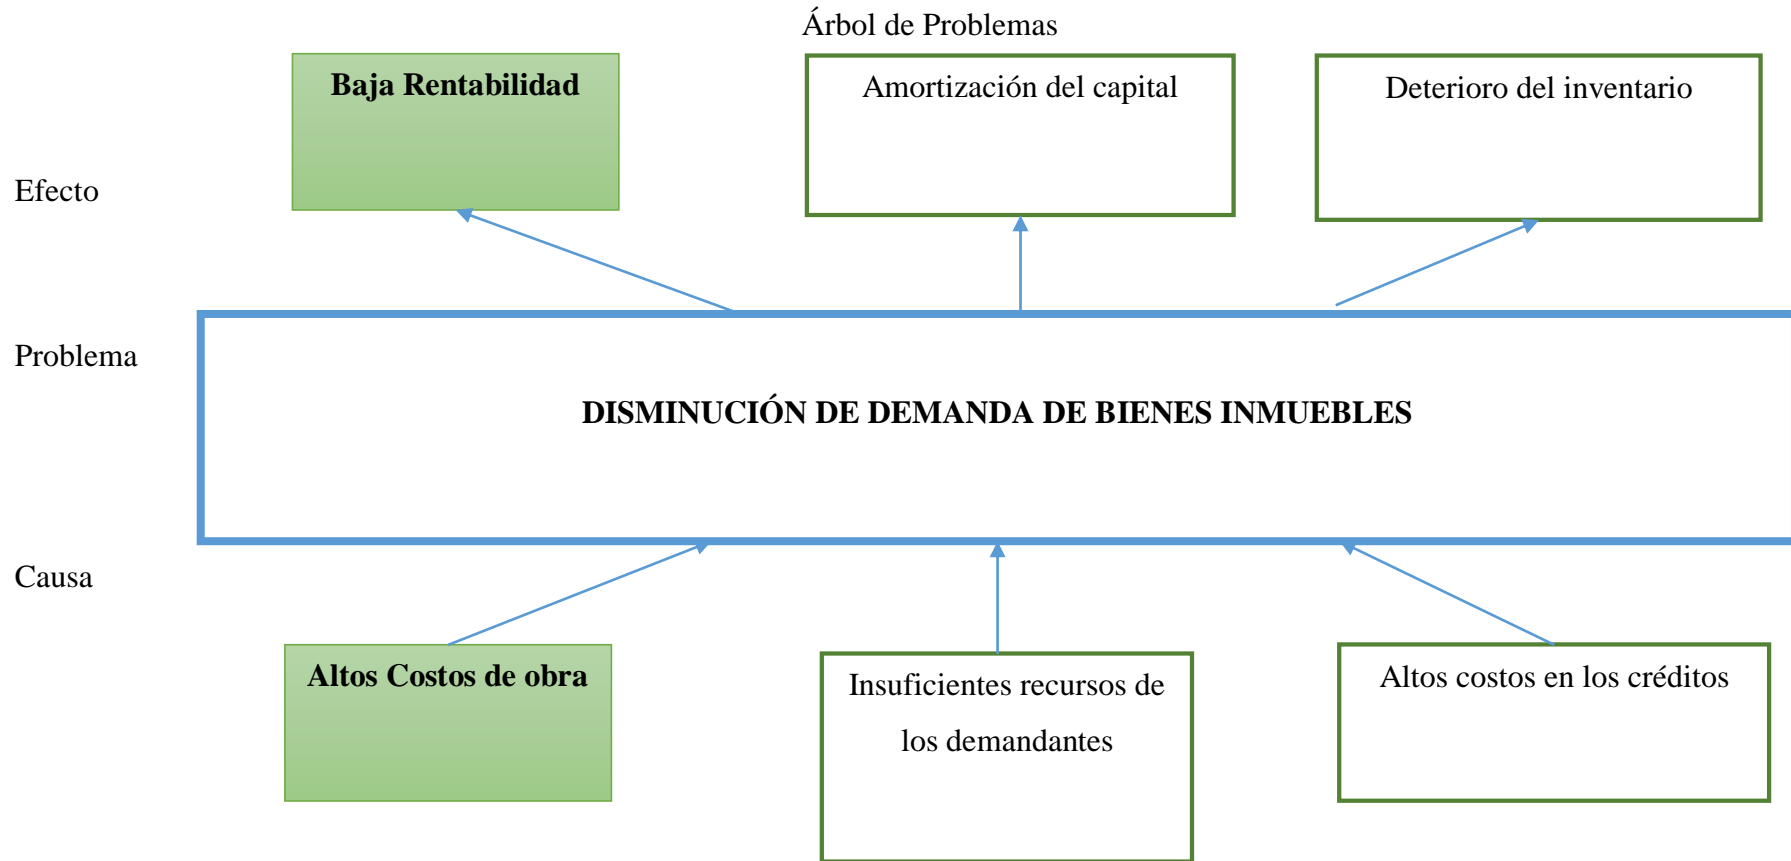 Árbol de Problemas
Baja Rentabilidad
Amortización del capital
Deterioro del inventario
Efecto
Problema
DISMINUCIÓN DE DEMANDA DE BIENES INMUEBLES
Causa
Altos Costos de obra
Insuficientes recursos de
los demandantes
Altos costos en los créditos